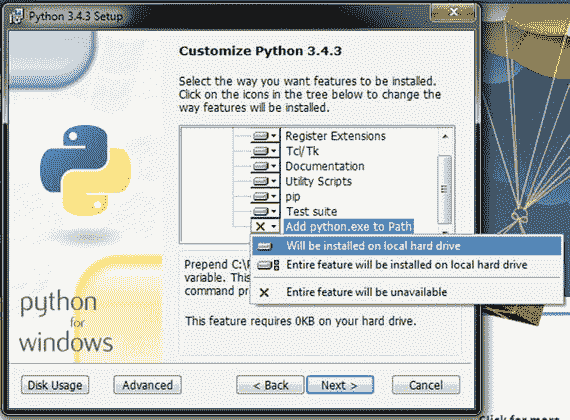 Python 3.4.3 Setup
Customize Python 3.4.3
Select the way you want features to be installed.
Click on the icons in the tree below to change the
way features will be installed.
Register Extensions
Tcl/Tk
Documentation
Utility Scripts
pip
Test suite
Add python.exe to Path
Will be installed on local hard drive
Entire feature will be installed on local hard drive
Entire feature will be unavailable
Prepend C:\
variable. This
command pr
This feature requires 0KB on your hard drive.
python
for
windows
Disk Usage
Advanced
< Back
Next >
Cancel
Click for more